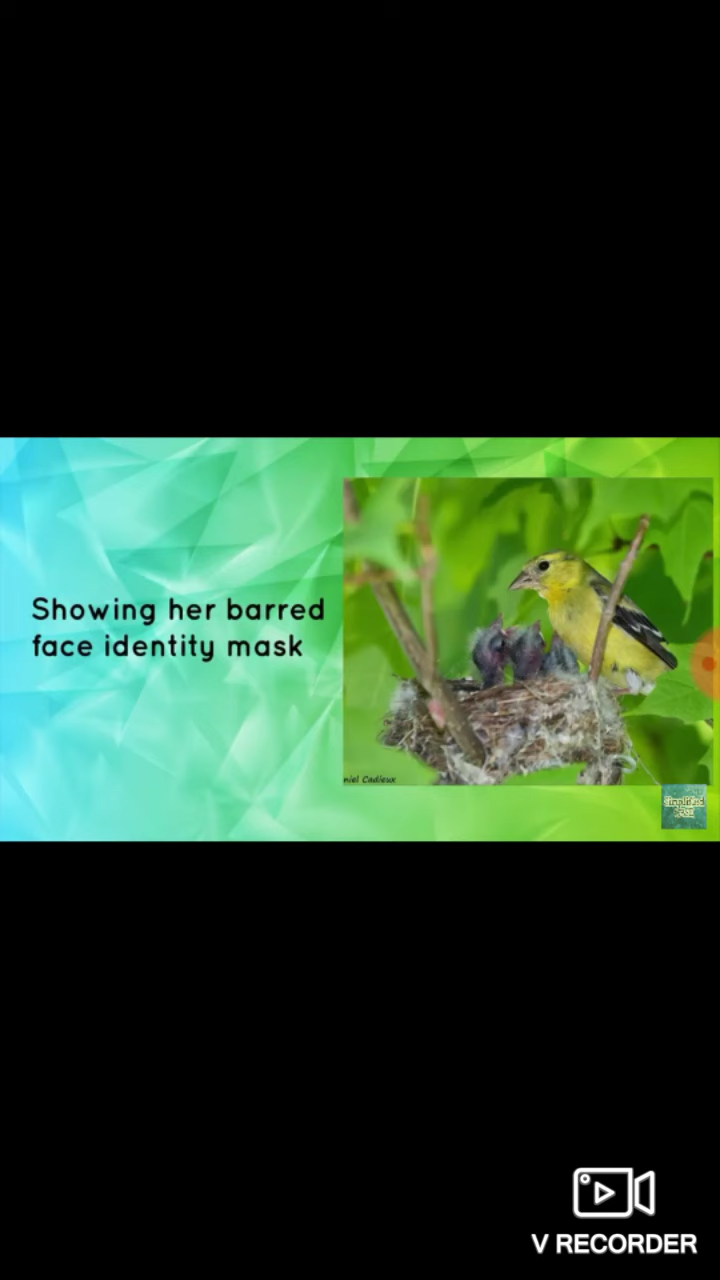 Showing her barred
face identity mask
niel Cadieux
V RECORDER